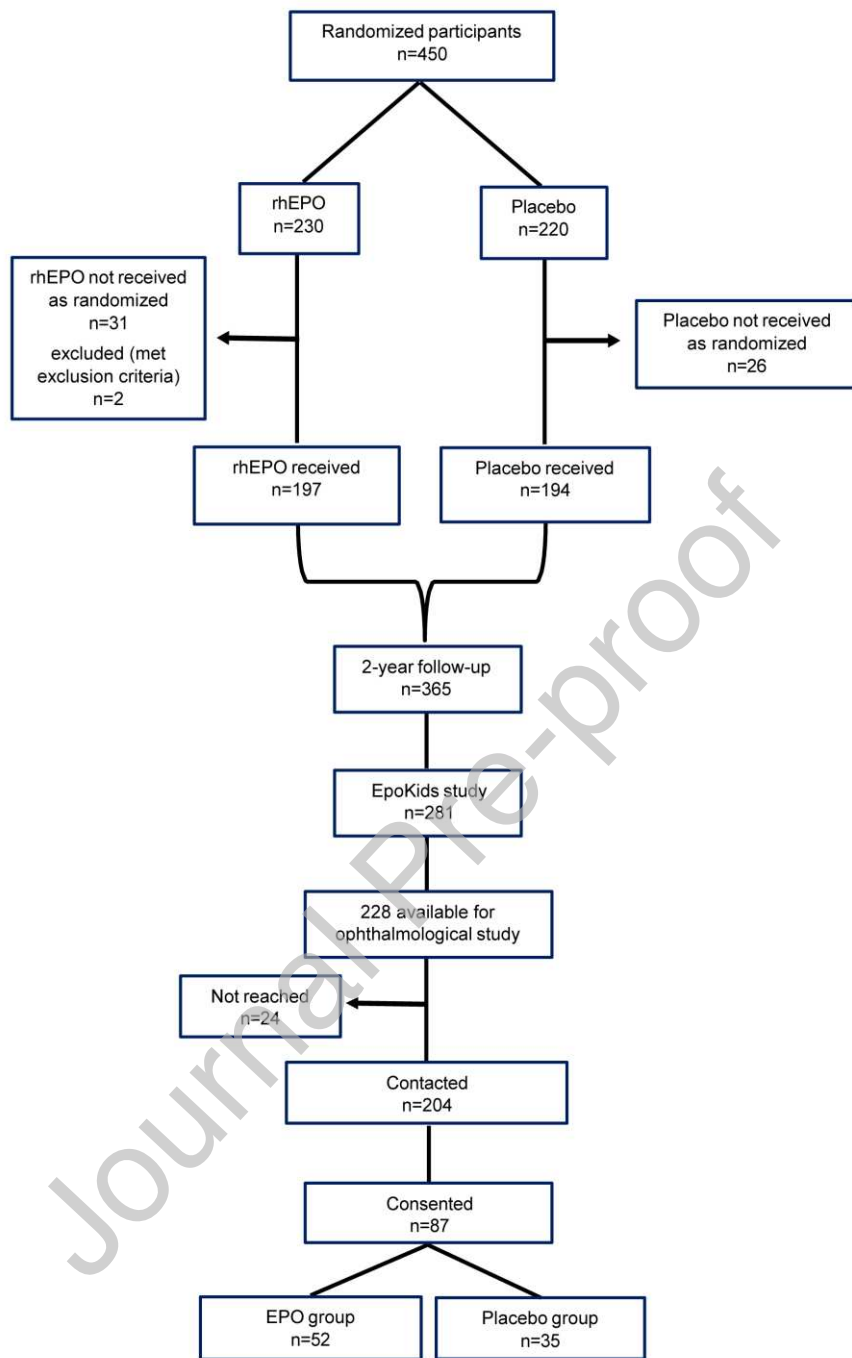 Randomized participants
n=450
rhEPO
n=230
Placebo
n=220
rhEPO not received
as randomized
n=31
excluded (met
exclusion criteria)
n=2
Placebo not received
as randomized
n=26
rhEPO received
n=197
Placebo received
n=194
2-year follow-up
n=365
EpoKids study
n=281
228 available for
ophthalmological study
Not reached
n=24
Contacted
n=204
Consented
n=87
EPO group
n=52
Placebo group
n=35
Journal Pre-proof